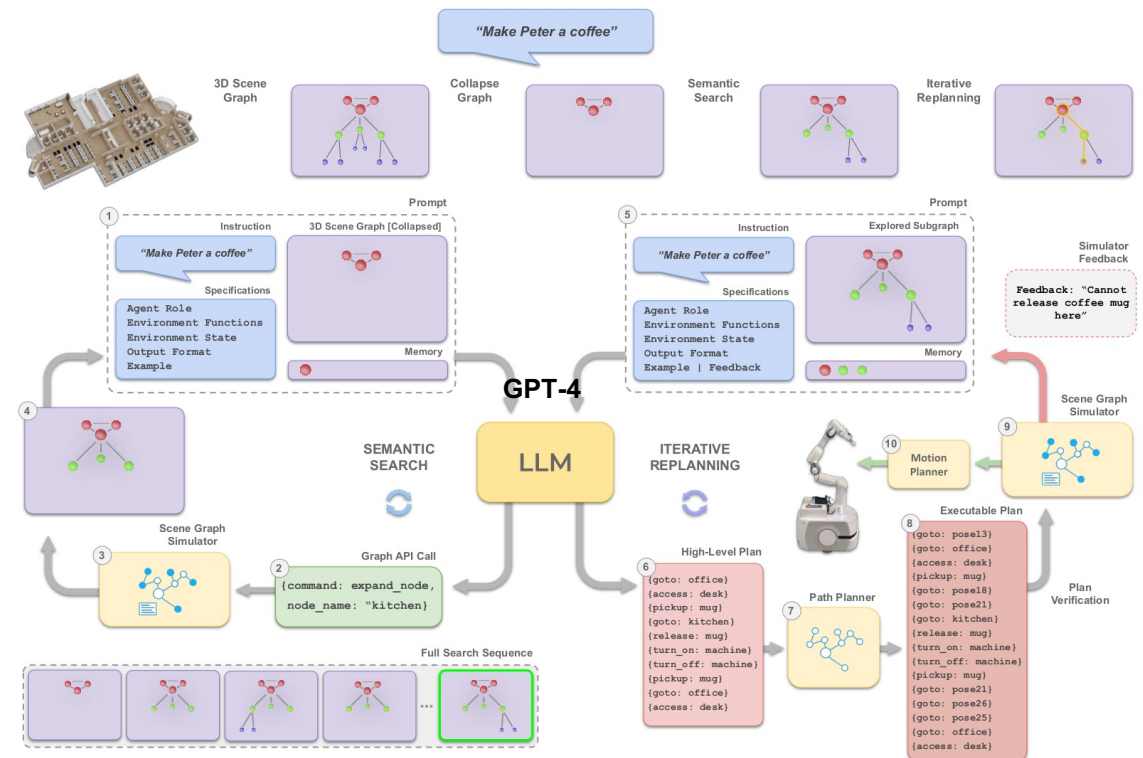 “Make Peter a coffee”
3D Scene
Graph
Collapse
Graph
Semantic
Search
Iterative
Replanning
1
Prompt
Instruction
“Make Peter a coffee”
Specifications
Agent Role
Environment Functions
Environment State
Output Format
Example
3D Scene Graph [Collapsed]
Memory
5
Prompt
Instruction
“Make Peter a coffee”
Specifications
Agent Role
Environment Functions
Environment State
Output Format
Example | Feedback
Explored Subgraph
Memory
Simulator
Feedback
Feedback: “Cannot
release coffee mug
here”
GPT-4
LLM
SEMANTIC
SEARCH
ITERATIVE
REPLANNING
4
Scene Graph
Simulator
3
Graph API Call
2
{command: expand_node,
node_name: “kitchen}
Full Search Sequence
...
High-Level Plan
6
{goto: office}
{access: desk}
{pickup: mug}
{goto: kitchen}
{release: mug}
{turn_on: machine}
{turn_off: machine}
{pickup: mug}
{goto: office}
{access: desk}
Path Planner
7
Executable Plan
8
{goto: pose13}
{goto: office}
{access: desk}
{pickup: mug}
{goto: pose18}
{goto: pose21}
{goto: kitchen}
{release: mug}
{turn_on: machine}
{turn_off: machine}
{pickup: mug}
{goto: pose21}
{goto: pose26}
{goto: pose25}
{goto: office}
{access: desk}
Plan
Verification
Scene Graph
Simulator
9
10
Motion
Planner